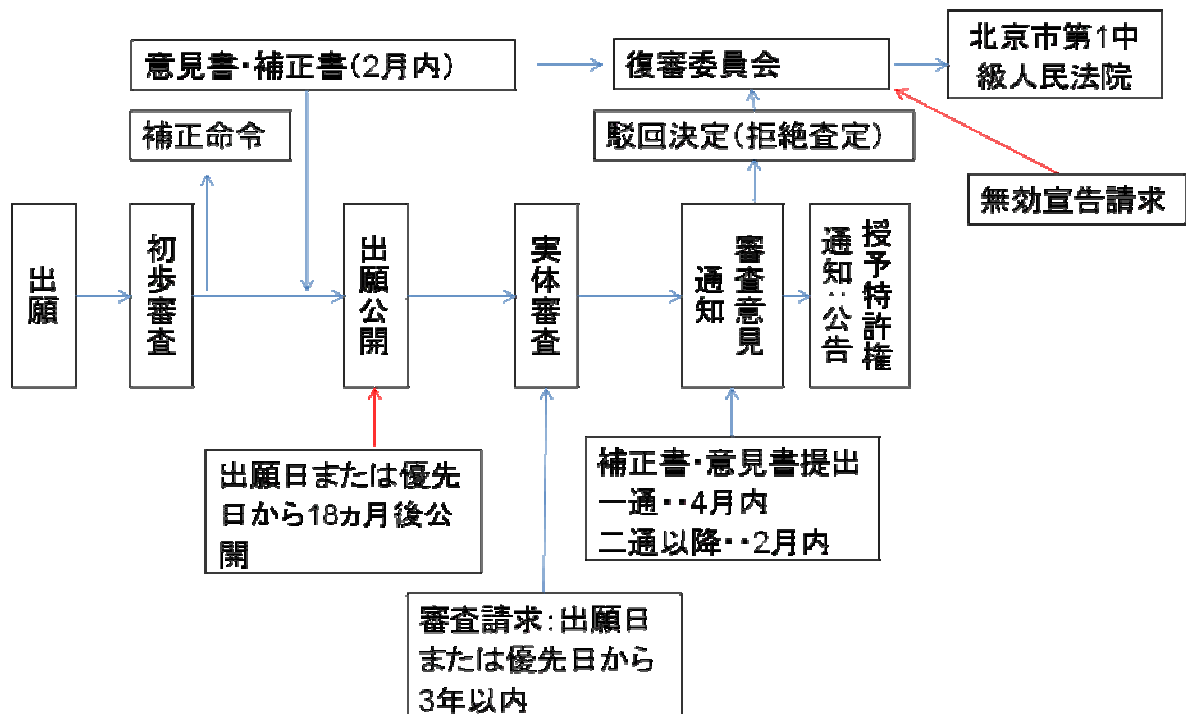 意見書・補正書(2月内)
復審委員会
北京市第1中
級人民法院
補正命令
駁回決定(拒絶査定)
無効宣告請求
出願
初歩審査
出願公開
実体審査
審査意見
通知
授予特許権
通知・・公告
出願日または優先
日から18ヵ月後公
開
補正書・意見書提出
一通・・4月内
二通以降・・2月内
審査請求:出願日
または優先日から
3年以内